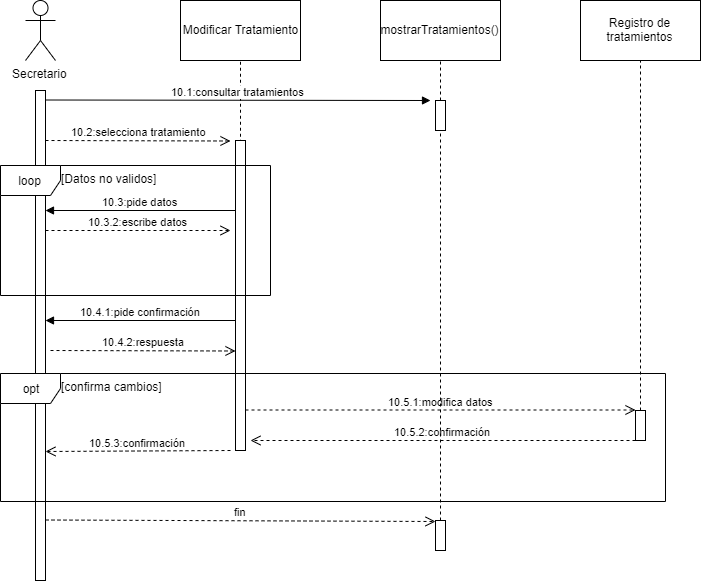 Modificar Tratamiento
mostrarTratamientos()
Registro de
tratamientos
Secretario
10.1:consultar tratamientos
10.2:selecciona tratamiento
loop
[Datos no validos]
10.3:pide datos
10.3.2:escribe datos
10.4.1:pide confirmación
10.4.2:respuesta
opt
[confirma cambios]
10.5.1:modifica datos
10.5.2:confirmación
10.5.3:confirmación
fin